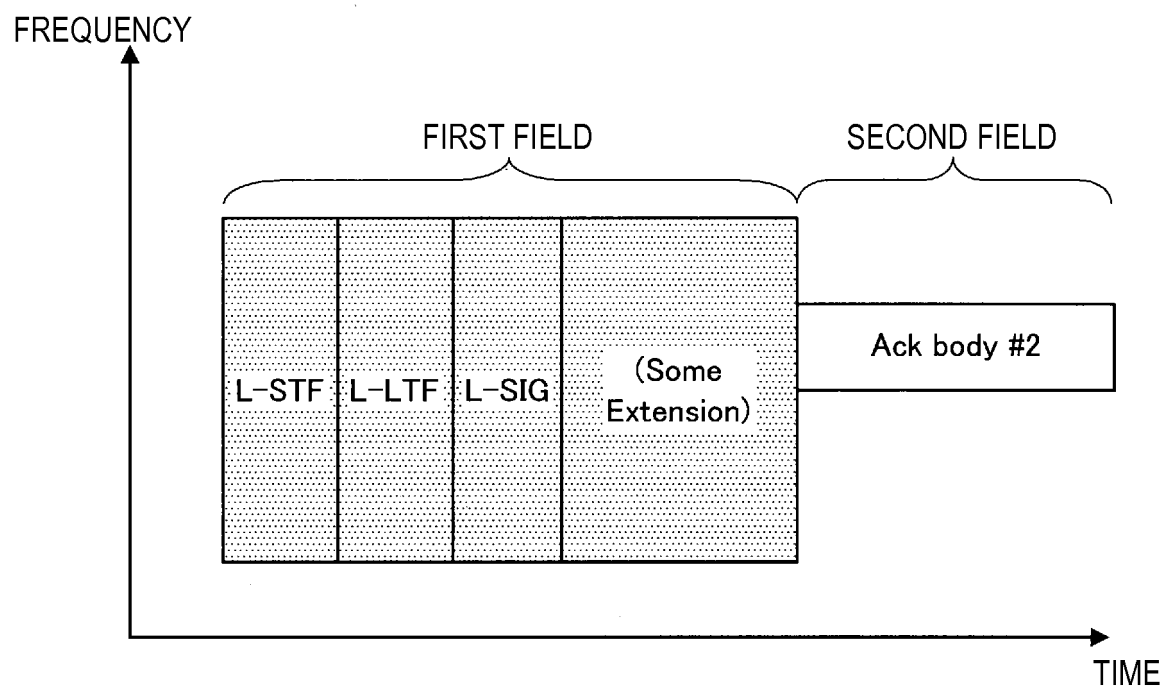 FREQUENCY
FIRST FIELD
SECOND FIELD
L-STF
L-LTF
L-SIG
(Some
Extension)
Ack body #2
TIME